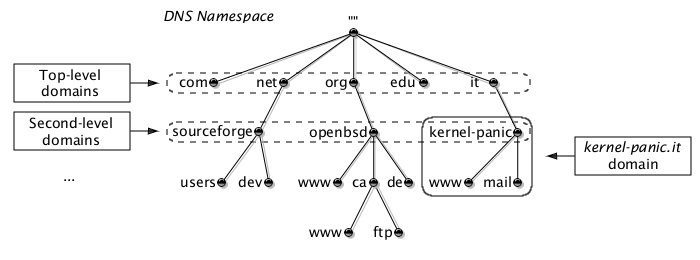 DNS Namespace
""
Top-level
domains
com net org edu it
Second-level
domains
sourceforge openbsd kernel-panic
kernel-panic.it
domain
...
users dev www ca de www mail
www ftp